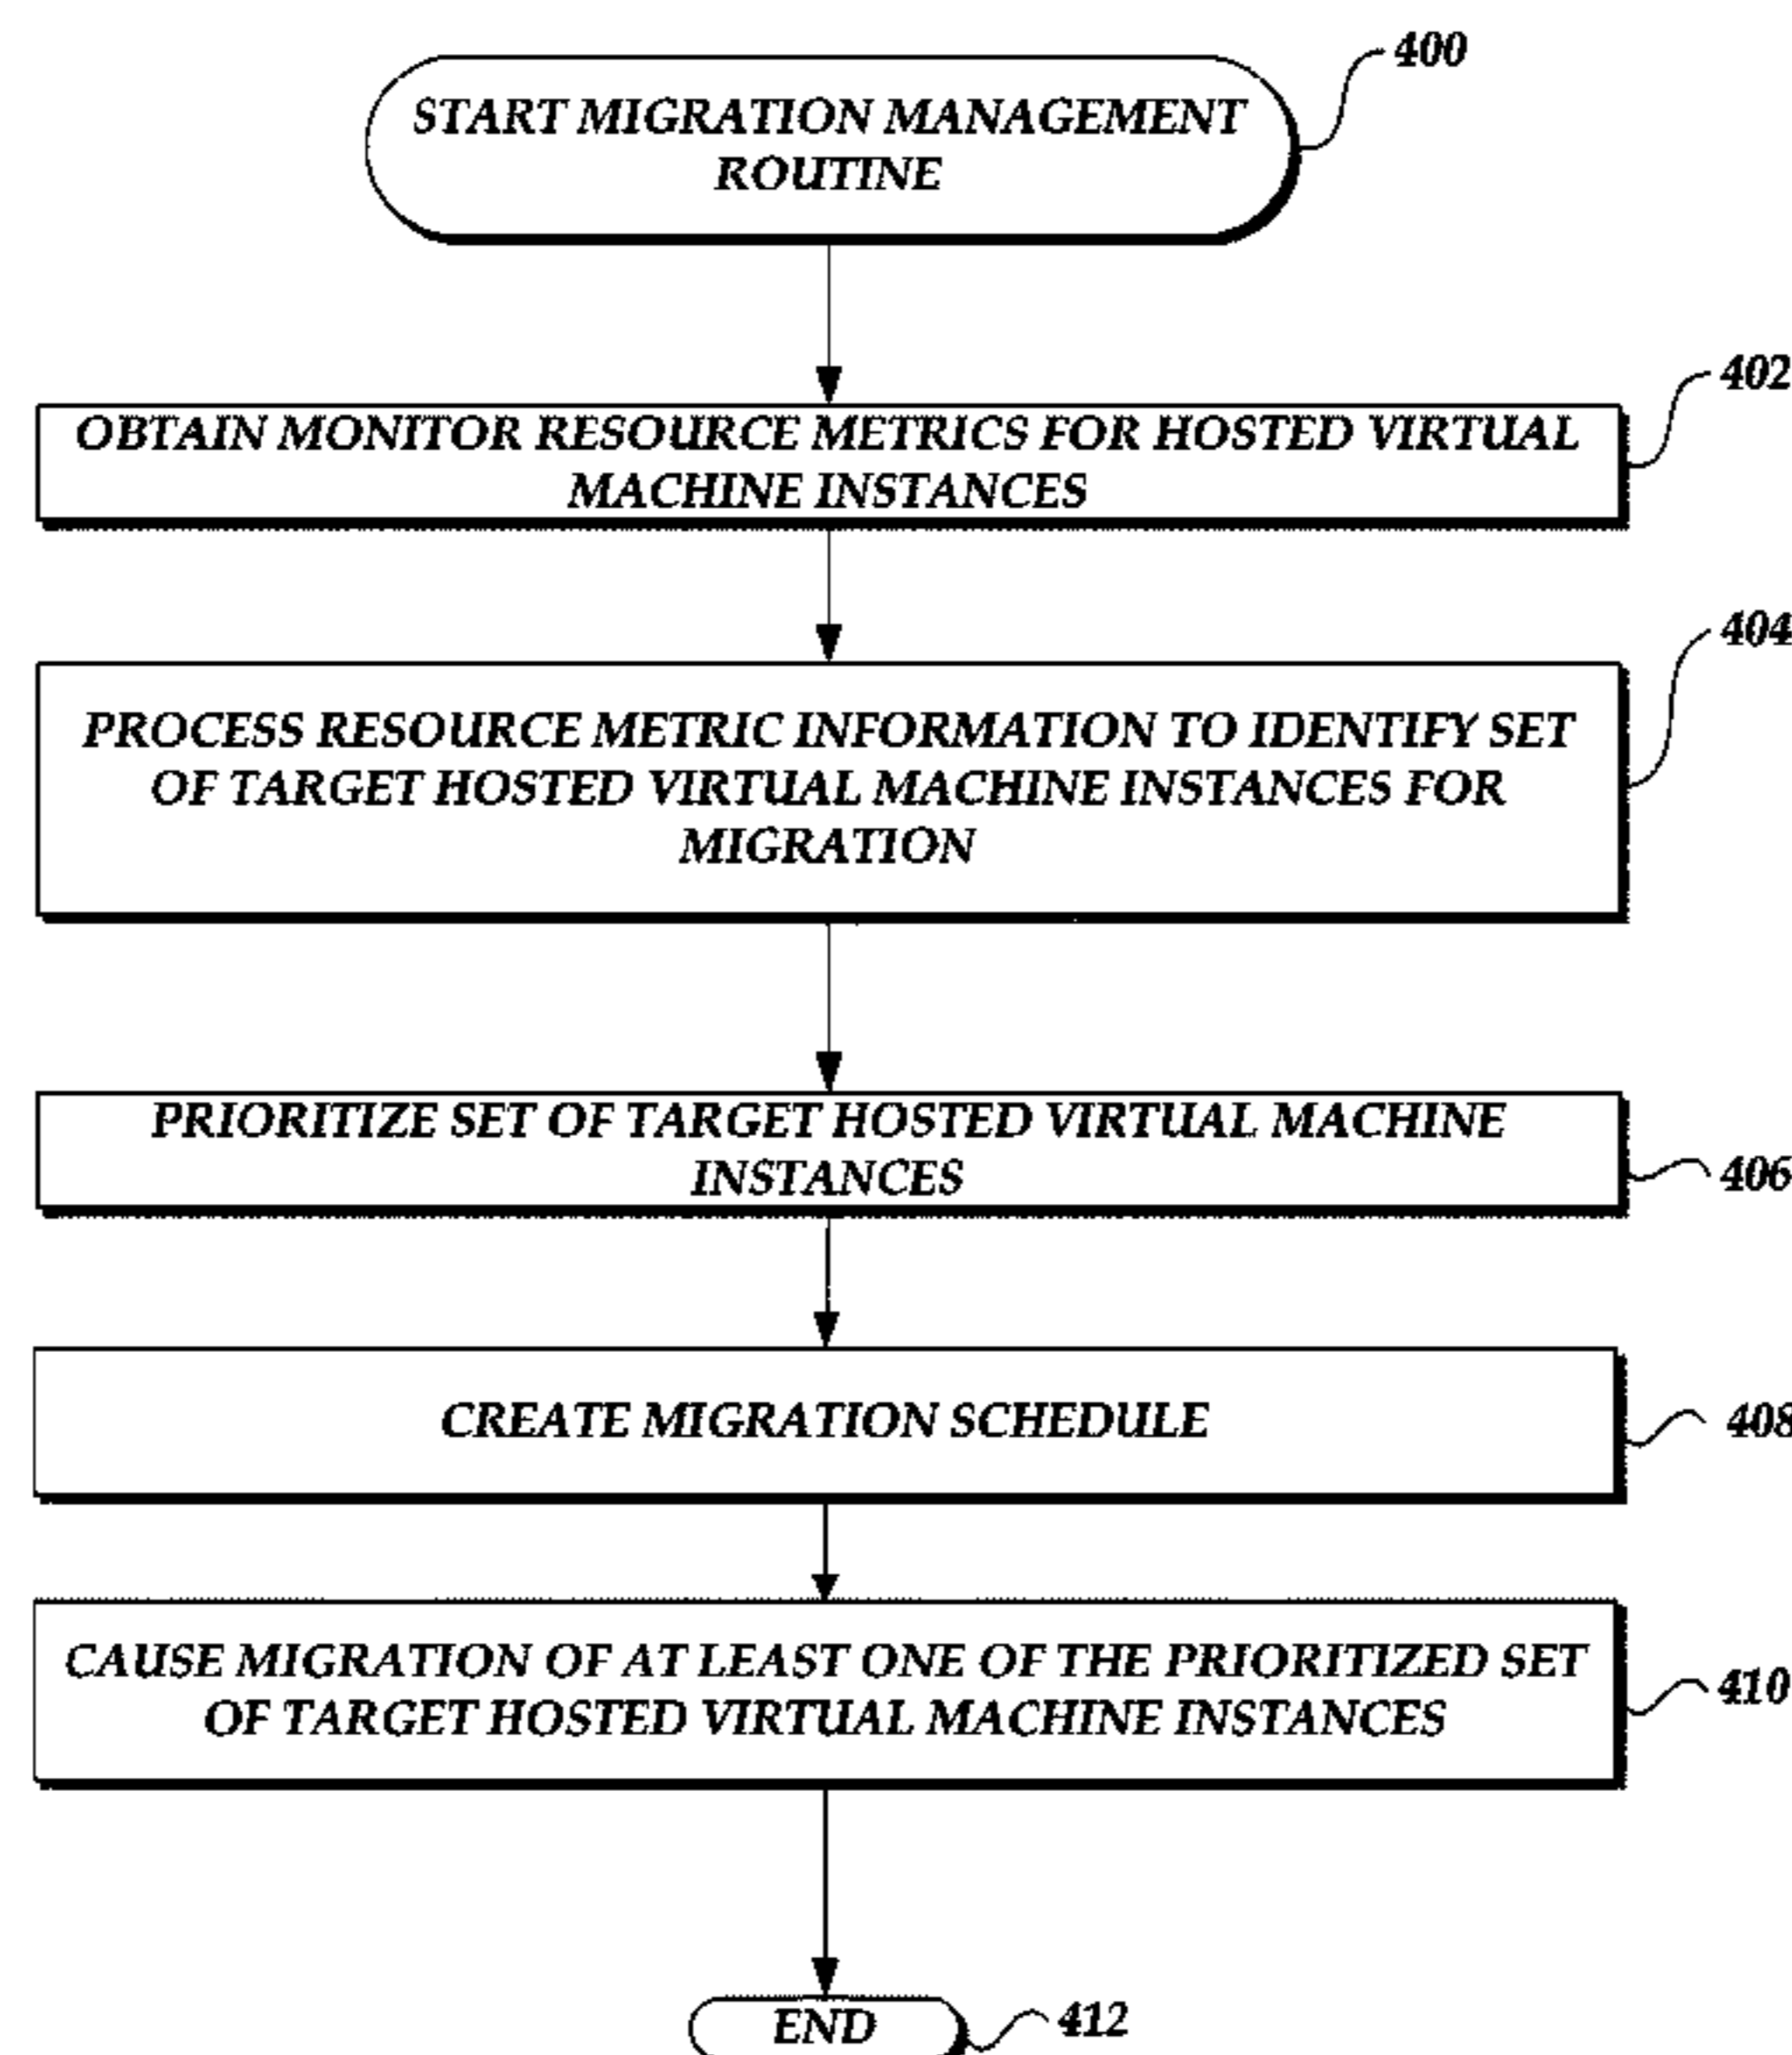 400
START MIGRATION MANAGEMENT
ROUTINE
402
OBTAIN MONITOR RESOURCE METRICS FOR HOSTED VIRTUAL
MACHINE INSTANCES
404
PROCESS RESOURCE METRIC INFORMATION TO IDENTIFY SET
OF TARGET HOSTED VIRTUAL MACHINE INSTANCES FOR
MIGRATION
PRIORITIZE SET OF TARGET HOSTED VIRTUAL MACHINE
INSTANCES
406
CREATE MIGRATION SCHEDULE
408
CAUSE MIGRATION OF AT LEAST ONE OF THE PRIORITIZED SET
OF TARGET HOSTED VIRTUAL MACHINE INSTANCES
410
END
412